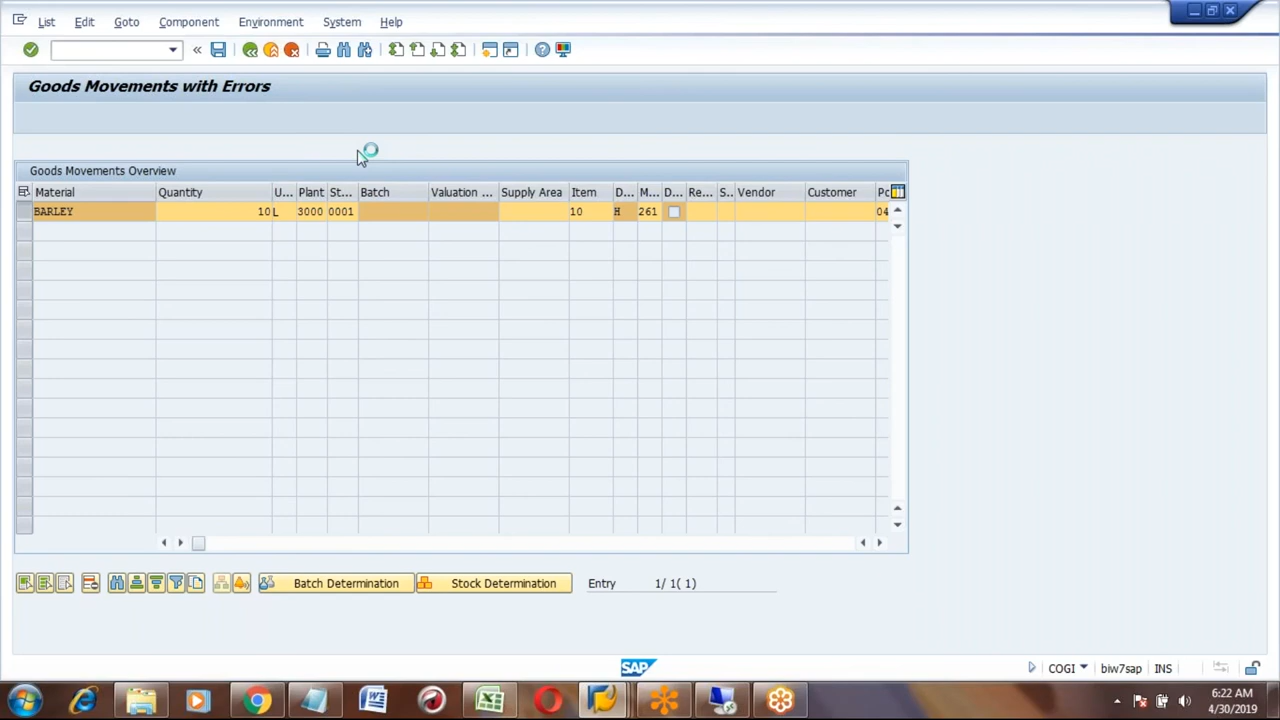 List Edit Goto Component Environment System Help
Goods Movements with Errors
Goods Movements Overview
Material Quantity U... Plant St... Batch Valuation ... Supply Area Item D... M... D... Re... S.. Vendor Customer Pc
BARLEY 10 L 3000 0001 10 H 261 04
Batch Determination Stock Determination Entry 1/ 1( 1)
SAP COGI biw7sap INS
6:22 AM
4/30/2019